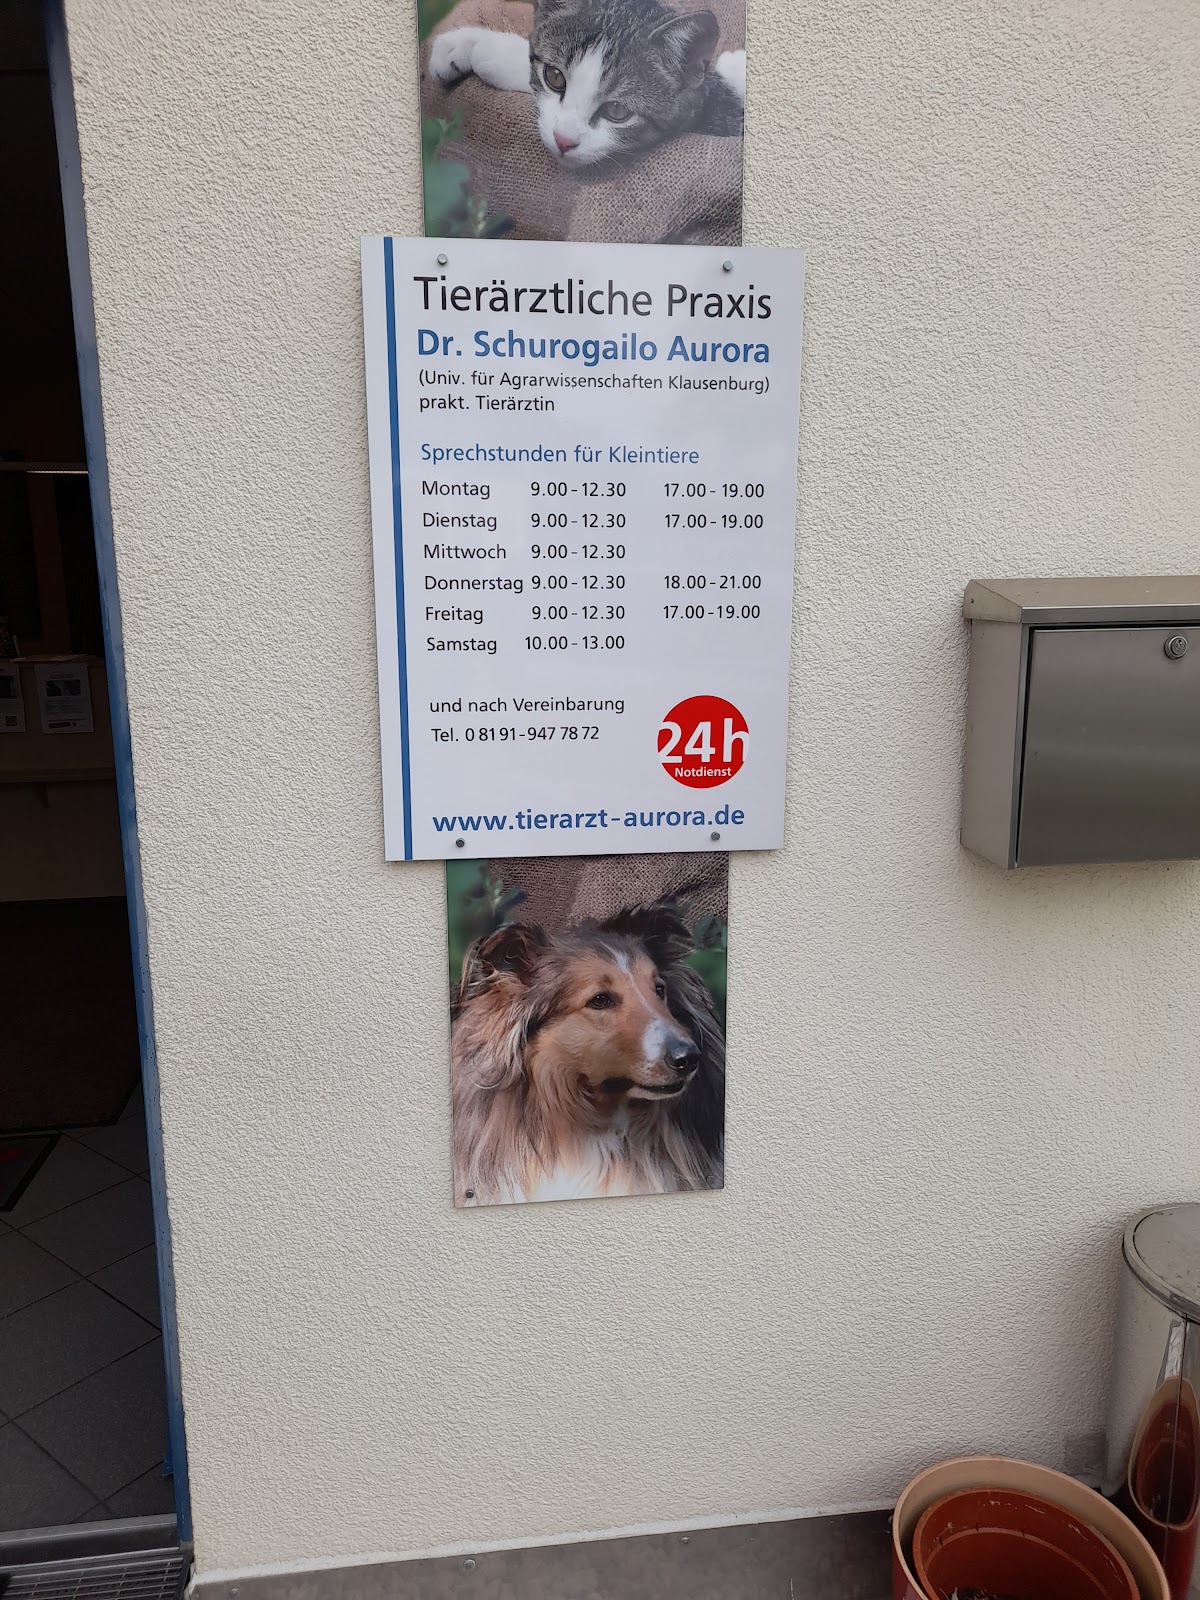 Tierärztliche Praxis
Dr. Schurogailo Aurora
(Univ. für Agrarwissenschaften Klausenburg)
prakt. Tierärztin
Sprechstunden für Kleintiere
Montag 9.00 - 12.30 17.00 - 19.00
Dienstag 9.00 - 12.30 17.00 - 19.00
Mittwoch 9.00 - 12.30
Donnerstag 9.00 - 12.30 18.00 - 21.00
Freitag 9.00 - 12.30 17.00 - 19.00
Samstag 10.00 - 13.00
und nach Vereinbarung
Tel. 0 81 91 - 947 78 72
24h
Notdienst
www.tierarzt-aurora.de